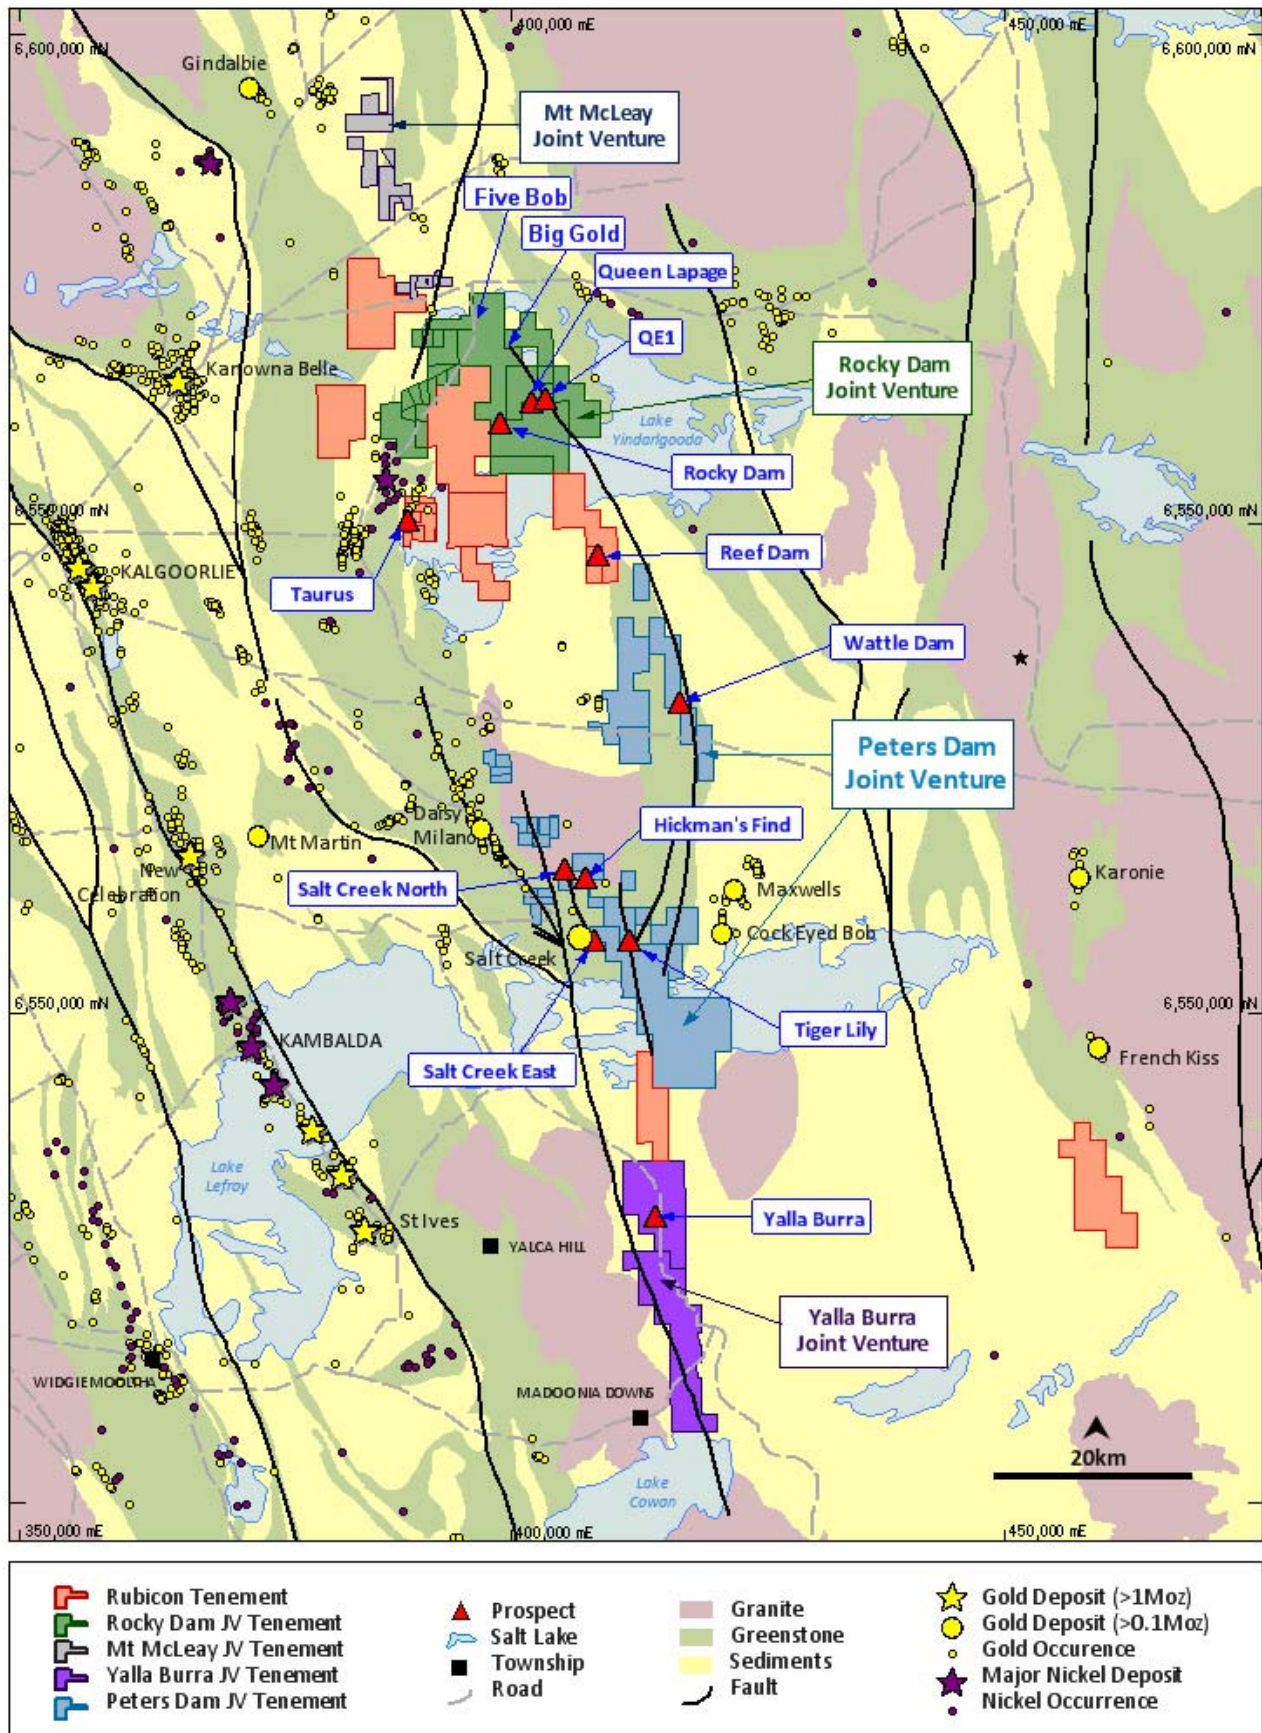 400,000 mE
450,000 mE
6,600,000 mN
6,600,000 mN
Gindalbie
Mt McLeay
Joint Venture
Five Bob
Big Gold
Queen Lapage
QE1
Kanowna Belle
Rocky Dam
Joint Venture
Lake
Yindarlgooda
Rocky Dam
6,550,000 mN
6,550,000 mN
KALGOORLIE
Reef Dam
Taurus
Wattle Dam
Peters Dam
Joint Venture
Daisy
Milano
Hickman's Find
Mt Martin
New
Celebration
Salt Creek North
Maxwells
Karonie
Cock Eyed Bob
Salt Creek
6,550,000 mN
6,550,000 mN
Tiger Lily
KAMBALDA
French Kiss
Salt Creek East
Lake
Lefroy
St Ives
Yalla Burra
YALCA HILL
Yalla Burra
Joint Venture
WIDGIEMOOLTHA
MADOONIA DOWNS
20km
Lake
Cowan
350,000 mE
400,000 mE
450,000 mE
Rubicon Tenement
Rocky Dam JV Tenement
Mt McLeay JV Tenement
Yalla Burra JV Tenement
Peters Dam JV Tenement
Prospect
Salt Lake
Township
Road
Granite
Greenstone
Sediments
Fault
Gold Deposit (>1Moz)
Gold Deposit (>0.1Moz)
Gold Occurence
Major Nickel Deposit
Nickel Occurrence